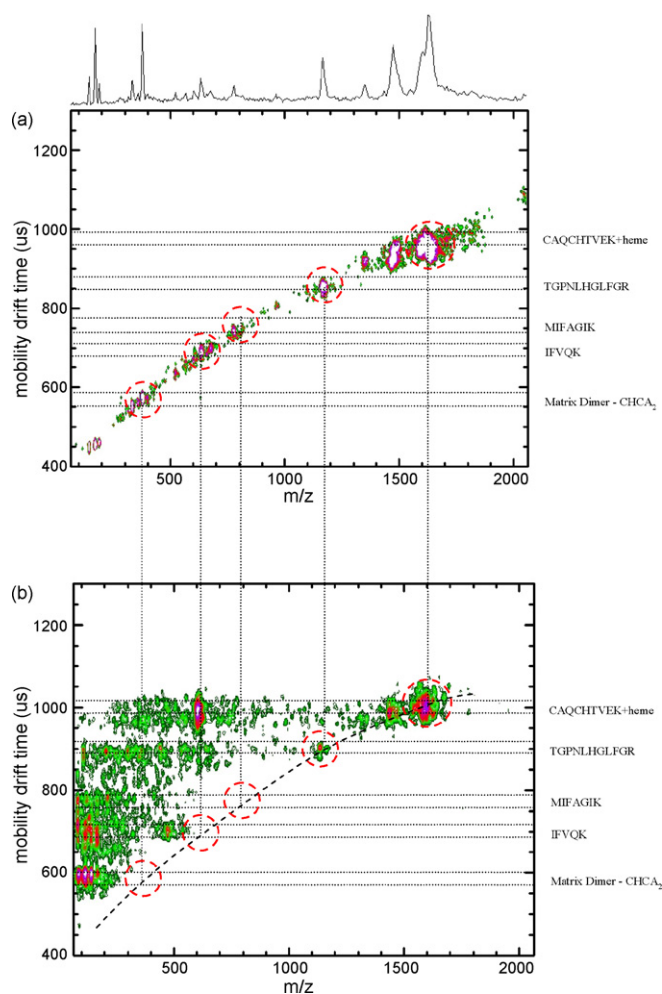 (a)
1200
1000
800
600
400
mobility drift time (us)
CAQCHTVEK+heme
TGPNLHGLFGR
MIFAGIK
IFVQK
Matrix Dimer - CHCA2
500
1000
1500
2000
m/z
(b)
1200
1000
800
600
400
mobility drift time (us)
CAQCHTVEK+heme
TGPNLHGLFGR
MIFAGIK
IFVQK
Matrix Dimer - CHCA2
500
1000
1500
2000
m/z